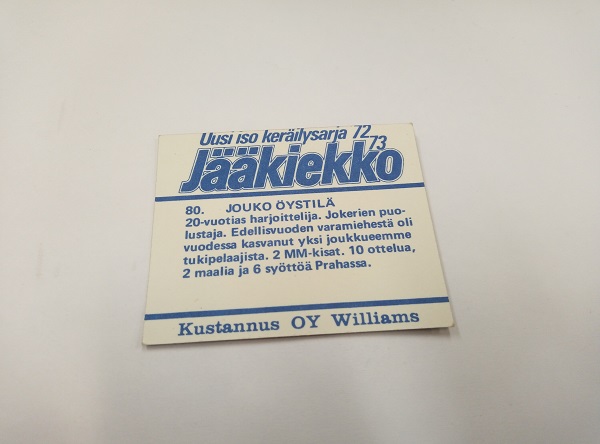 Uusi iso keräilysarja 72
73
Jääkiekko
80. JOUKO ÖYSTILÄ
20-vuotias harjoittelija. Jokerien puo-
lustaja. Edellisvuoden varamiehestä oli
vuodessa kasvanut yksi joukkueemme
tukipelaajista. 2 MM-kisat. 10 ottelua,
2 maalia ja 6 syöttöä Prahassa.
Kustannus OY Williams